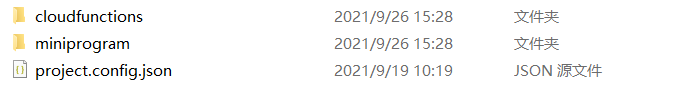 cloudfunctions 2021/9/26 15:28 文件夹
miniprogram 2021/9/26 15:28 文件夹
project.config.json 2021/9/19 10:19 JSON 源文件